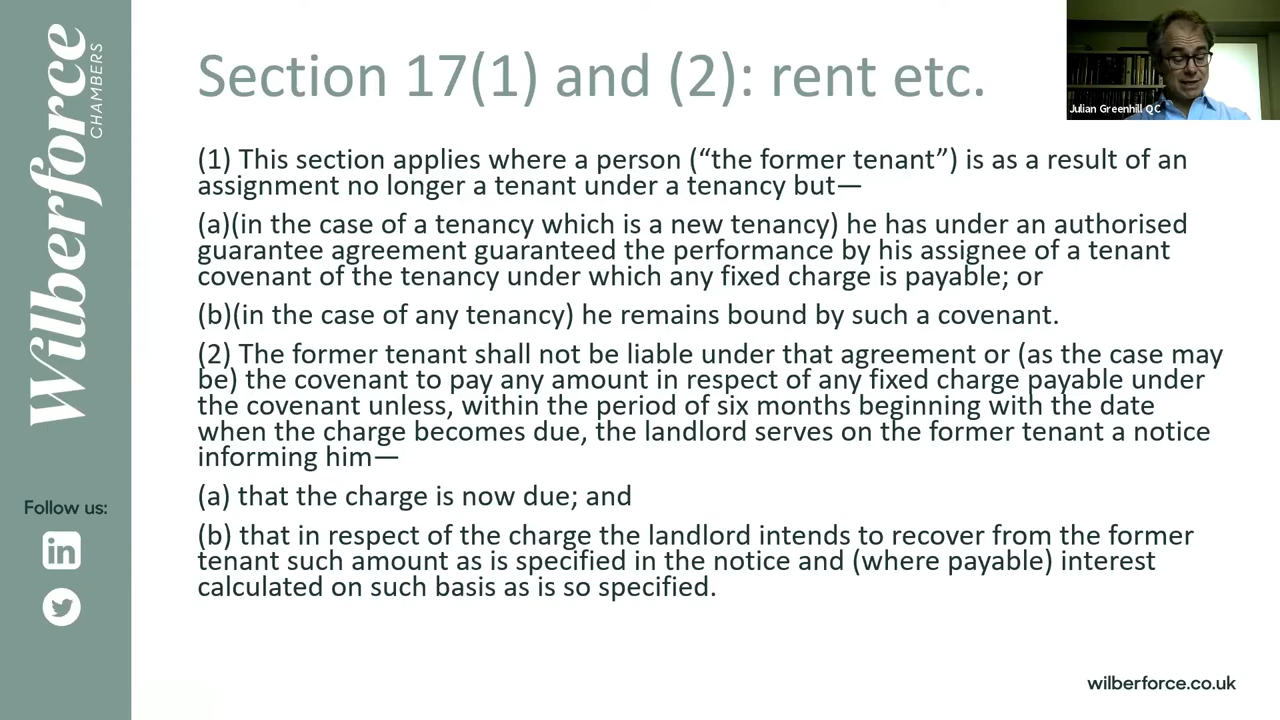 Wilberforce
CHAMBERS
Follow us:
in
Section 17(1) and (2): rent etc.
Julian Greenhill QC
(1) This section applies where a person (“the former tenant”) is as a result of an
assignment no longer a tenant under a tenancy but—
(a)(in the case of a tenancy which is a new tenancy) he has under an authorised
guarantee agreement guaranteed the performance by his assignee of a tenant
covenant of the tenancy under which any fixed charge is payable; or
(b)(in the case of any tenancy) he remains bound by such a covenant.
(2) The former tenant shall not be liable under that agreement or (as the case may
be) the covenant to pay any amount in respect of any fixed charge payable under
the covenant unless, within the period of six months beginning with the date
when the charge becomes due, the landlord serves on the former tenant a notice
informing him—
(a) that the charge is now due; and
(b) that in respect of the charge the landlord intends to recover from the former
tenant such amount as is specified in the notice and (where payable) interest
calculated on such basis as is so specified.
wilberforce.co.uk